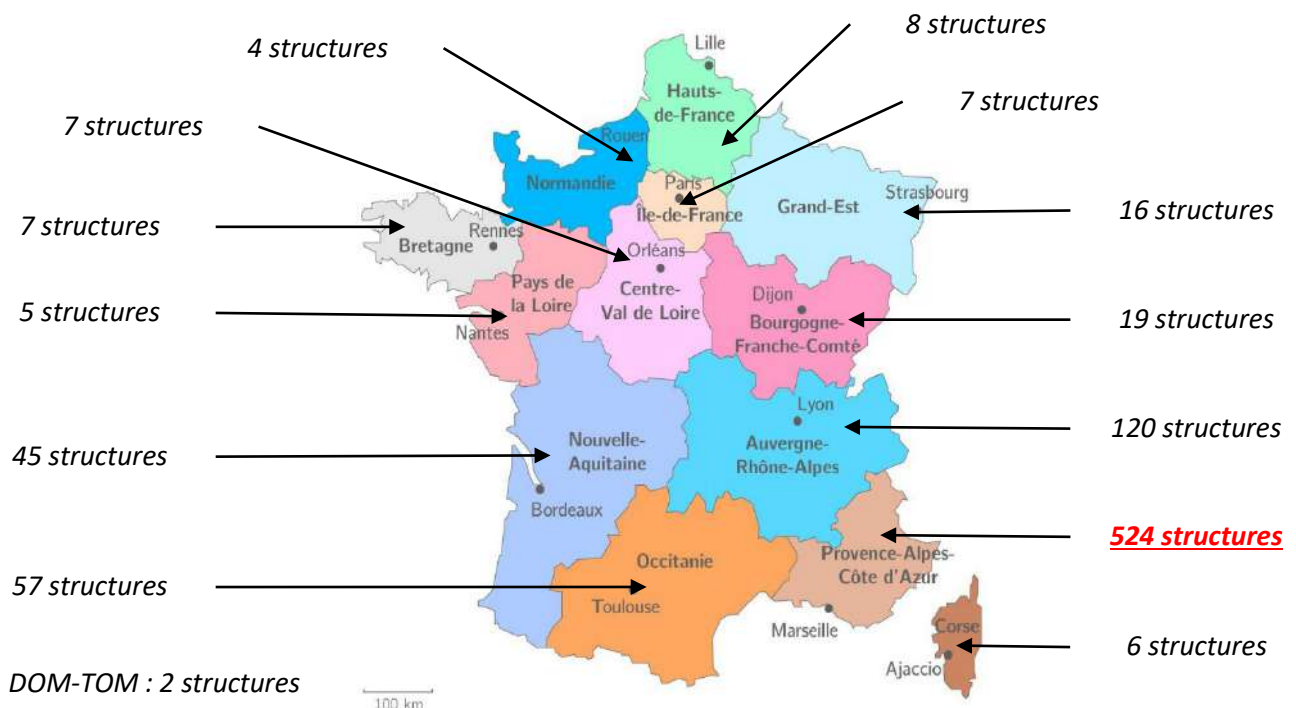 8 structures
4 structures
Lille
Hauts-
de-France
7 structures
7 structures
Rouen
Normandie
Paris
Île-de-France
Grand-Est
Strasbourg
16 structures
7 structures
Rennes
Bretagne
Orléans
Centre-
Val de Loire
Pays de
la Loire
Nantes
5 structures
Dijon
Bourgogne-
Franche-Comté
19 structures
Lyon
Auvergne-
Rhône-Alpes
120 structures
Nouvelle-
Aquitaine
Bordeaux
45 structures
524 structures
Provence-Alpes-
Côte d'Azur
Occitanie
Toulouse
57 structures
Marseille
Corse
Ajaccio
6 structures
DOM-TOM : 2 structures
100 km